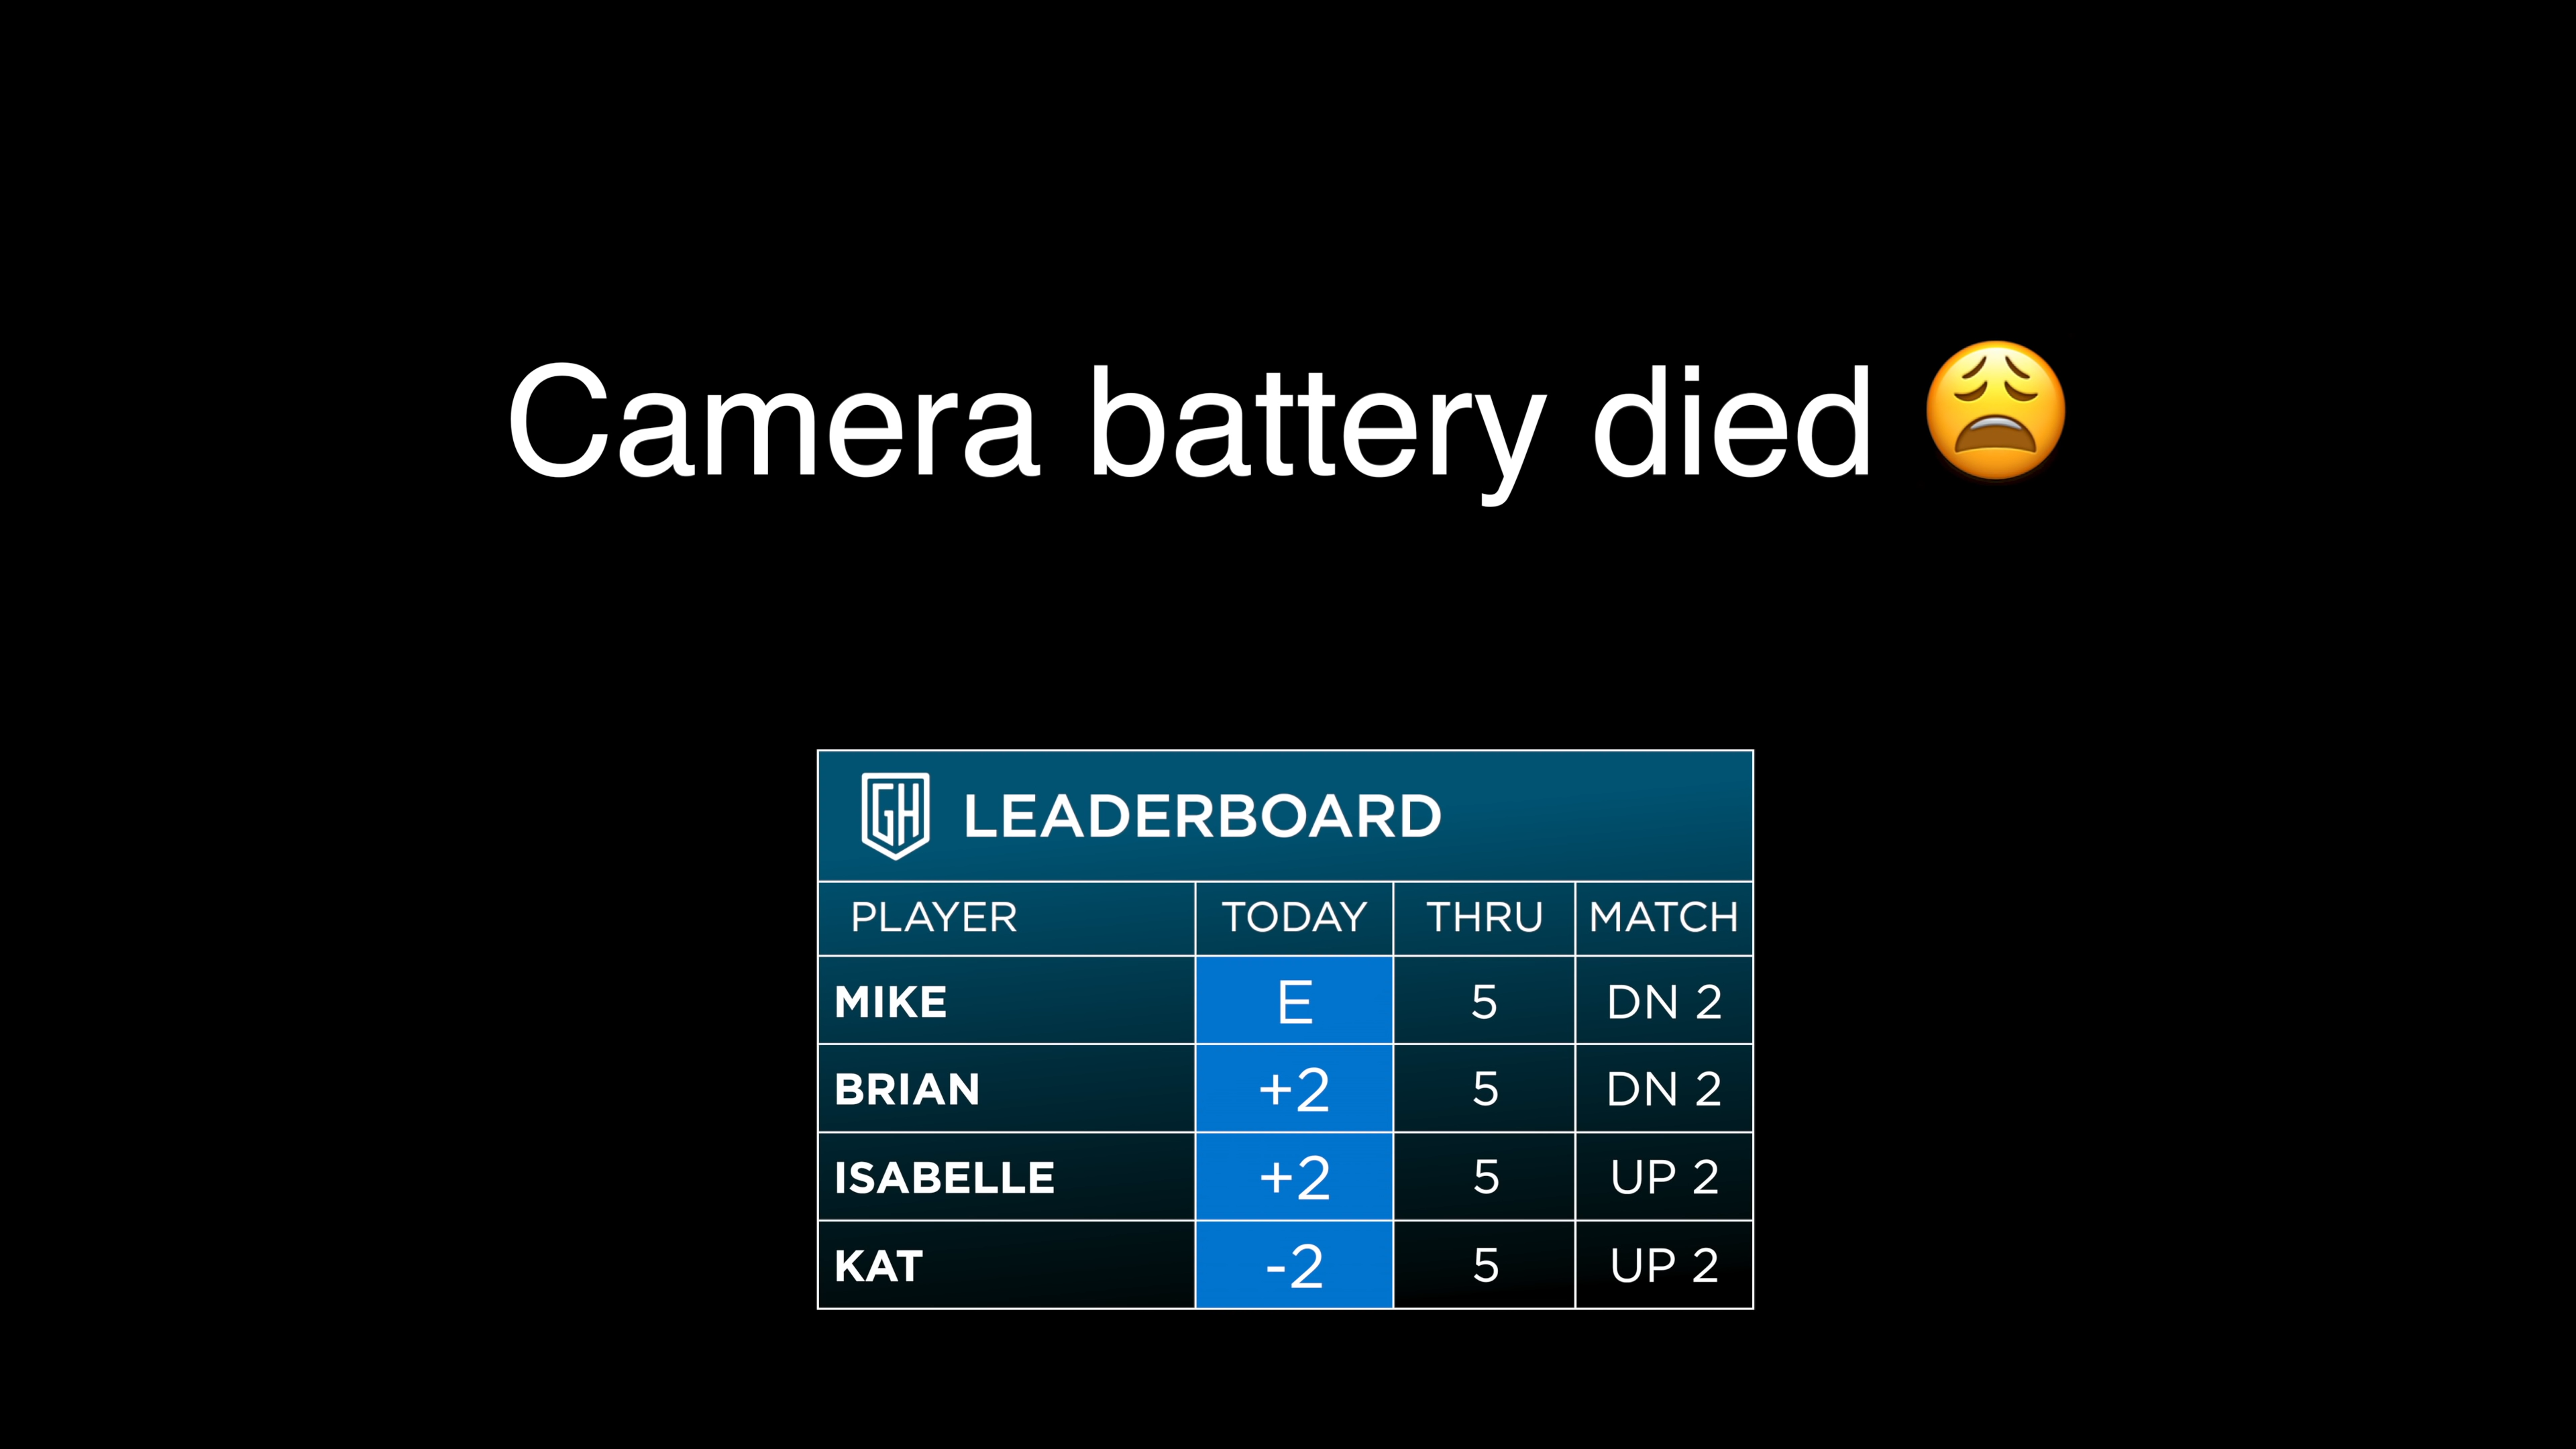 Camera battery died 😩
GH LEADERBOARD
PLAYER TODAY THRU MATCH
MIKE E 5 DN 2
BRIAN +2 5 DN 2
ISABELLE +2 5 UP 2
KAT -2 5 UP 2